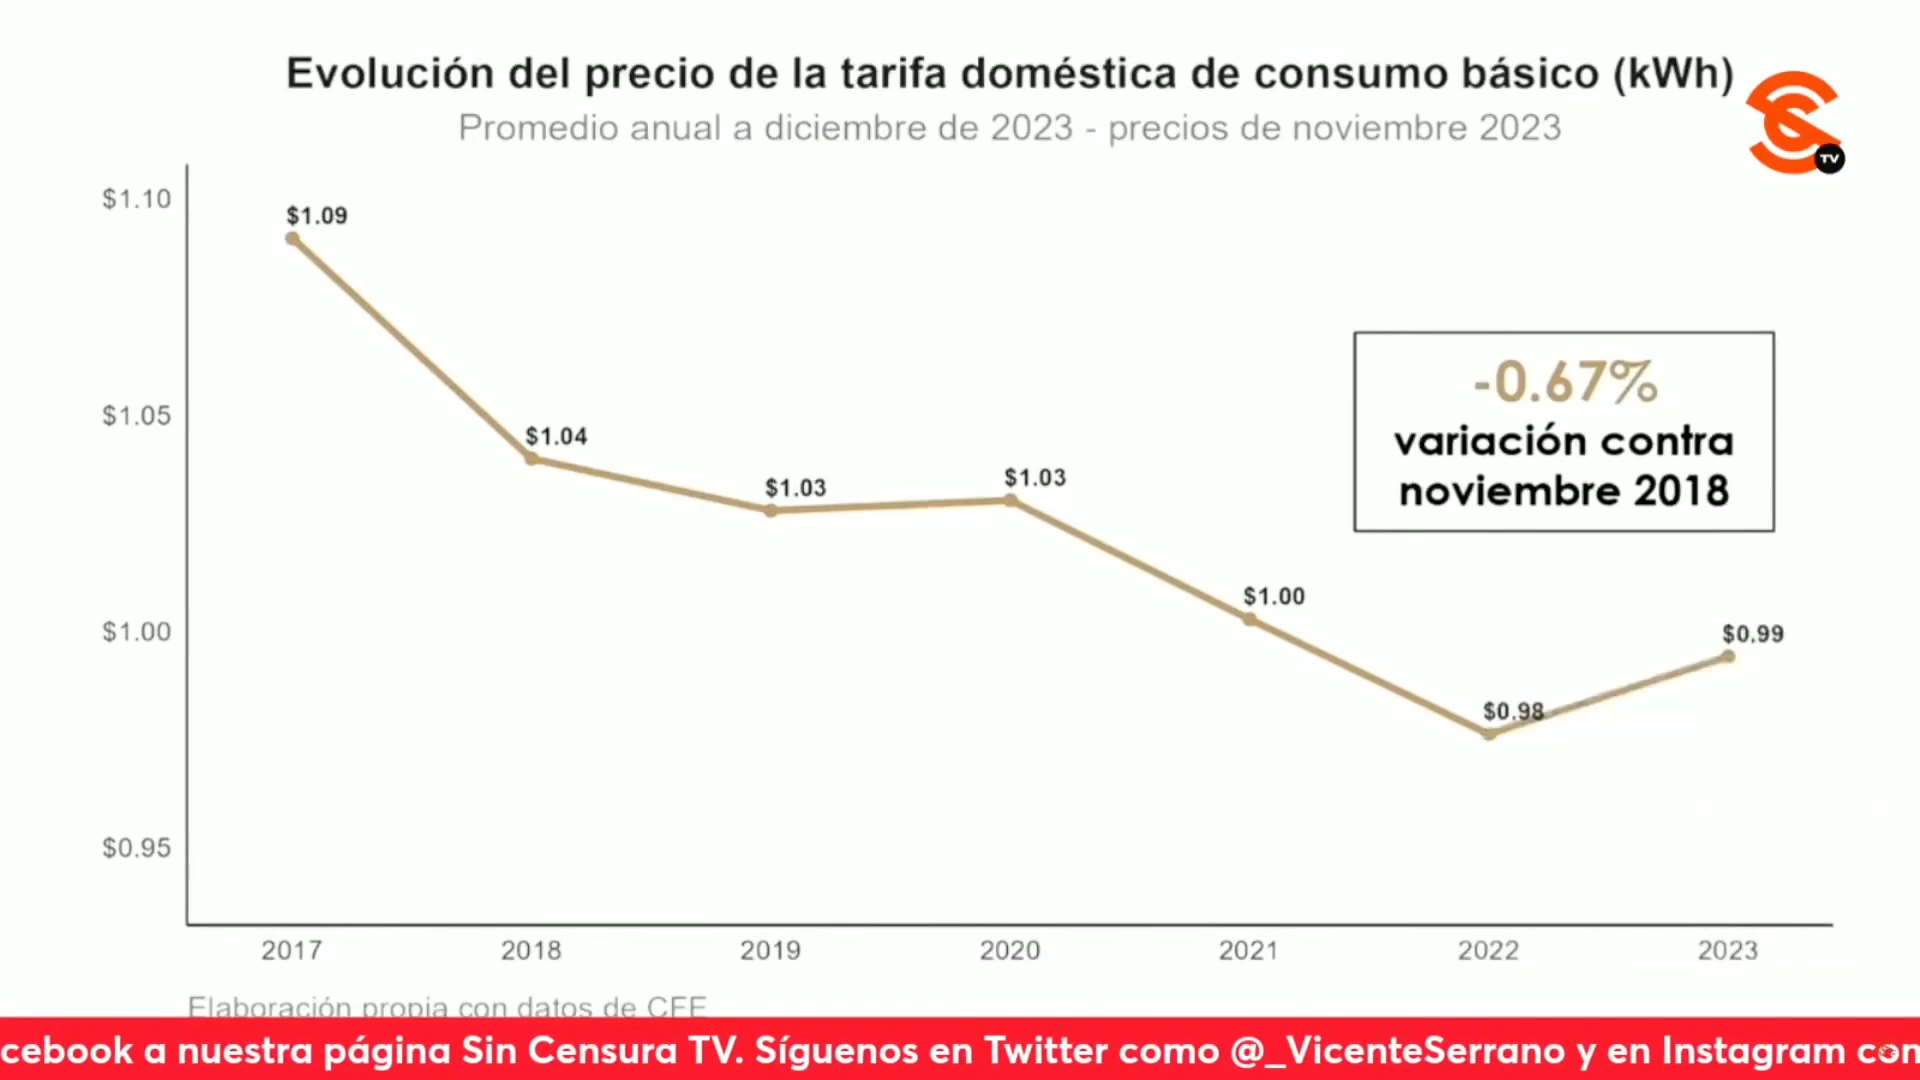 Evolución del precio de la tarifa doméstica de consumo básico (kWh)
Promedio anual a diciembre de 2023 - precios de noviembre 2023
TV
$1.10
$1.05
$1.00
$0.95
$1.09
$1.04
$1.03
$1.03
$1.00
$0.98
$0.99
-0.67%
variación contra
noviembre 2018
2017 2018 2019 2020 2021 2022 2023
Elaboración propia con datos de CFE
cebook a nuestra página Sin Censura TV. Síguenos en Twitter como @_VicenteSerrano y en Instagram con